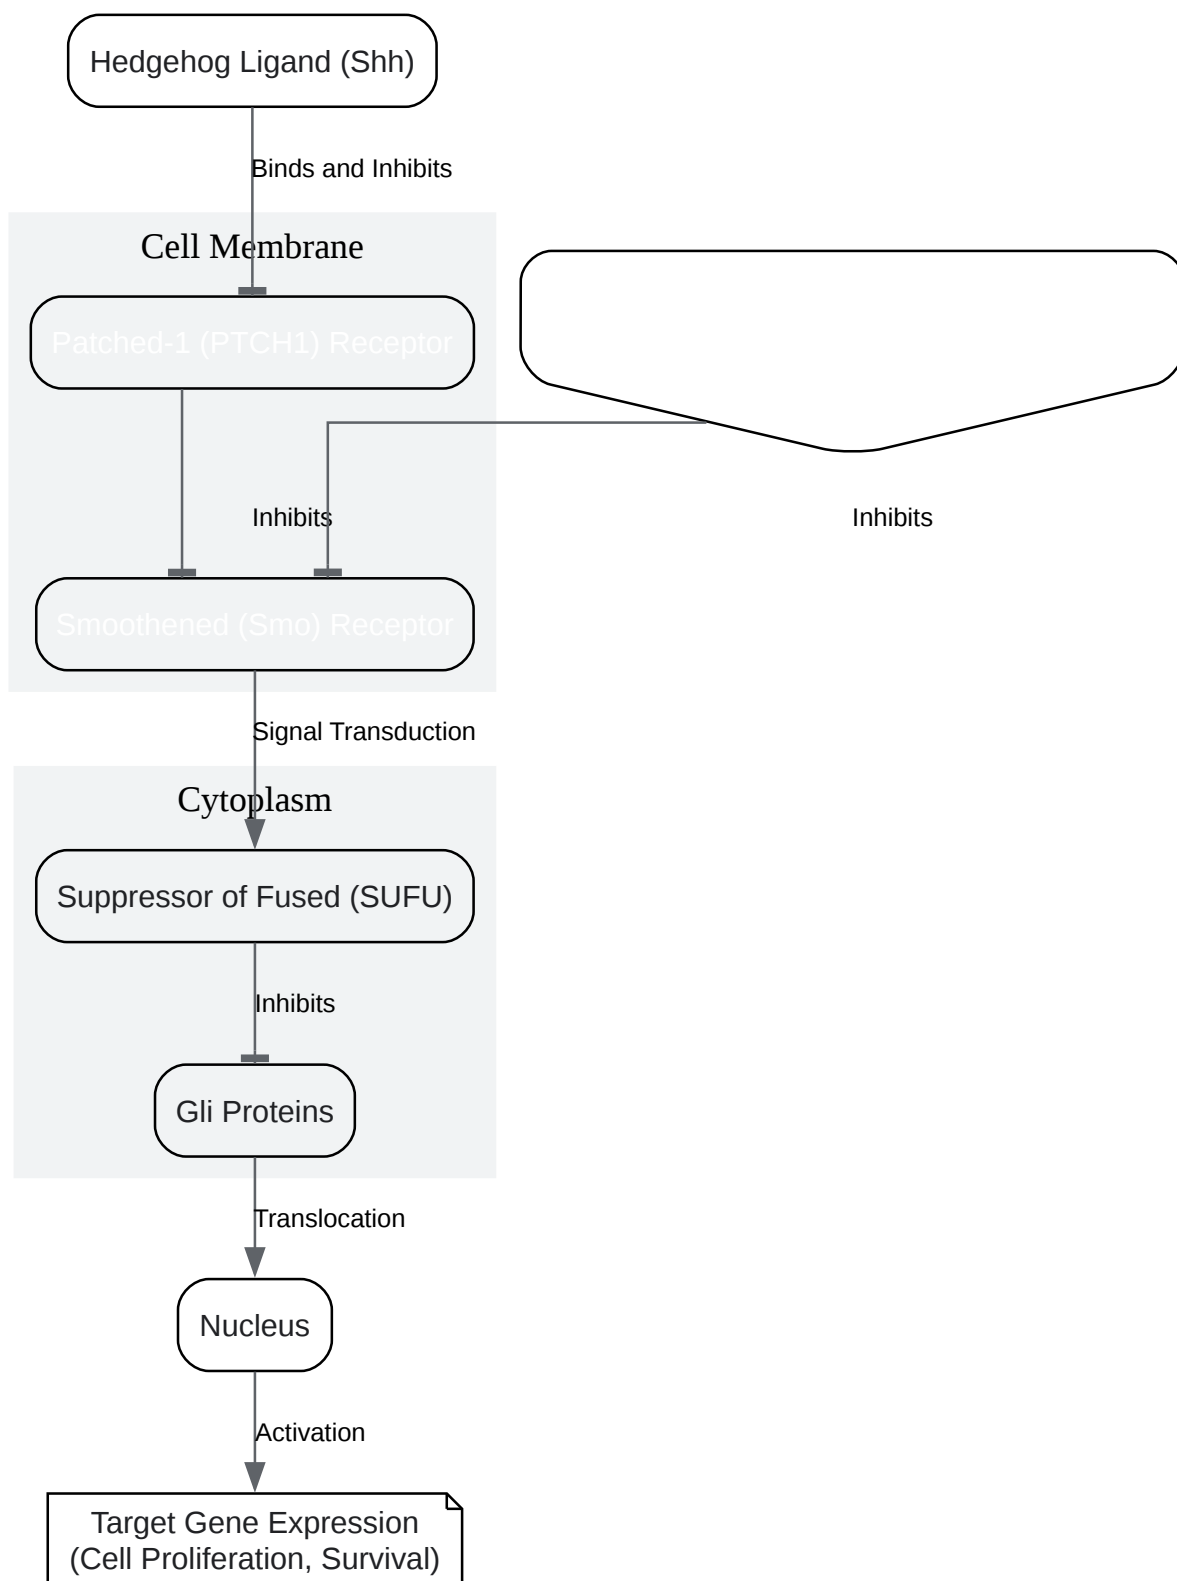 Hedgehog Ligand (Shh)
Binds and Inhibits
Cell Membrane
Patched-1 (PTCH1) Receptor
Inhibits
Inhibits
Smoothened (Smo) Receptor
Signal Transduction
Cytoplasm
Suppressor of Fused (SUFU)
Inhibits
Gli Proteins
Translocation
Nucleus
Activation
Target Gene Expression
(Cell Proliferation, Survival)